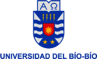 Α Ω
UNIVERSIDAD DEL BÍO-BÍO